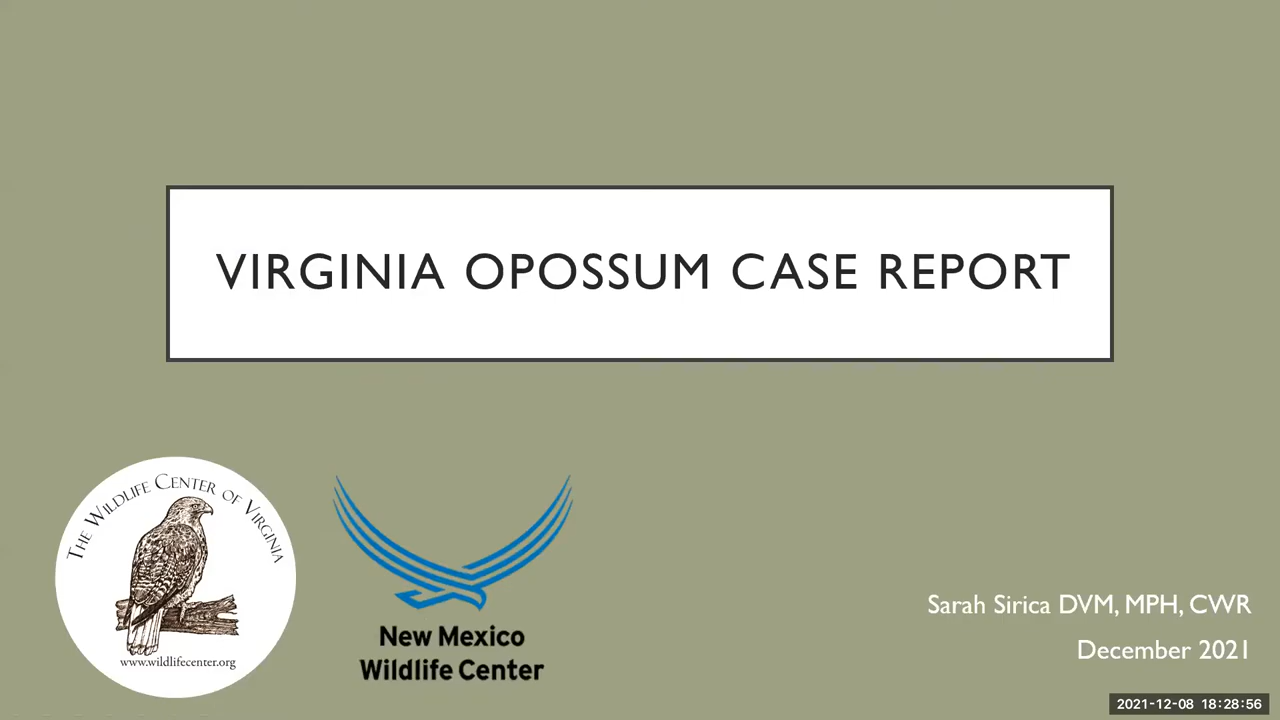 VIRGINIA OPOSSUM CASE REPORT
THE WILDLIFE CENTER OF VIRGINIA
www.wildlifecenter.org
New Mexico
Wildlife Center
Sarah Sirica DVM, MPH, CWR
December 2021
2021-12-08 18:28:56